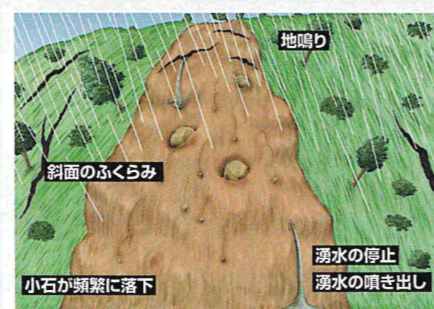 地鳴り
斜面のふくらみ
湧水の停止
湧水の噴き出し
小石が頻繁に落下